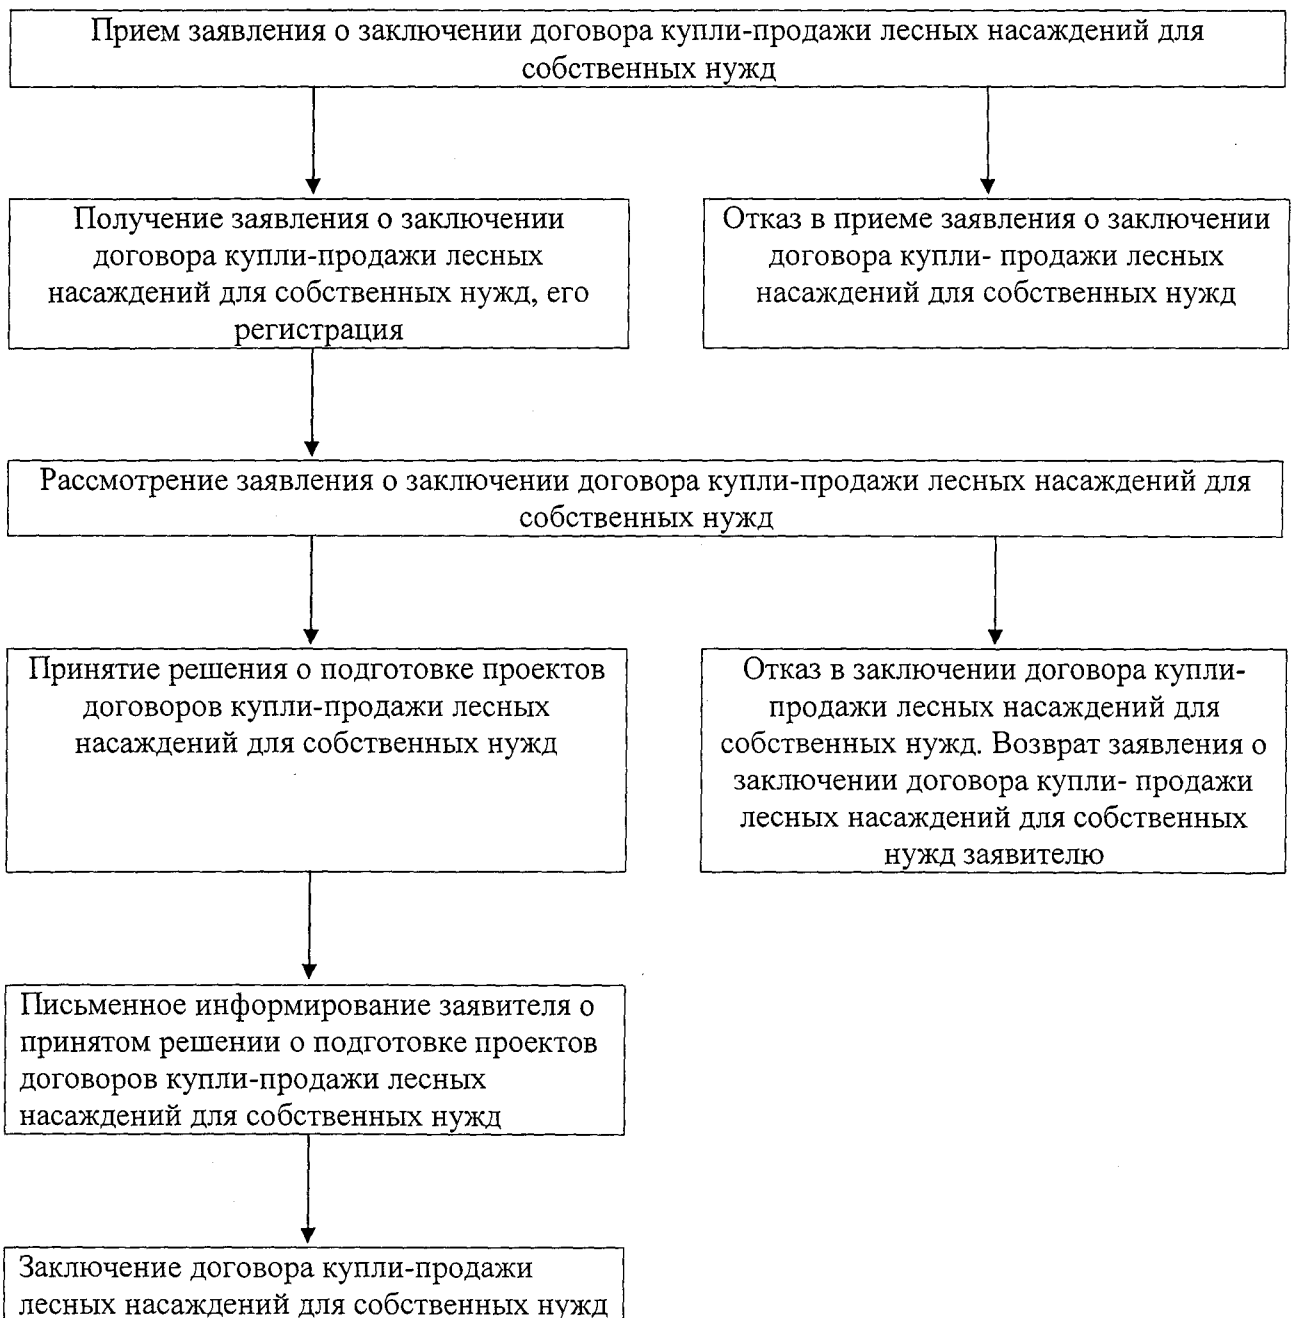 Прием заявления о заключении договора купли-продажи лесных насаждений для
собственных нужд
Получение заявления о заключении
договора купли-продажи лесных
насаждений для собственных нужд, его
регистрация
Отказ в приеме заявления о заключении
договора купли- продажи лесных
насаждений для собственных нужд
Рассмотрение заявления о заключении договора купли-продажи лесных насаждений для
собственных нужд
Принятие решения о подготовке проектов
договоров купли-продажи лесных
насаждений для собственных нужд
Отказ в заключении договора купли-
продажи лесных насаждений для
собственных нужд. Возврат заявления о
заключении договора купли- продажи
лесных насаждений для собственных
нужд заявителю
Письменное информирование заявителя о
принятом решении о подготовке проектов
договоров купли-продажи лесных
насаждений для собственных нужд
Заключение договора купли-продажи
лесных насаждений для собственных нужд